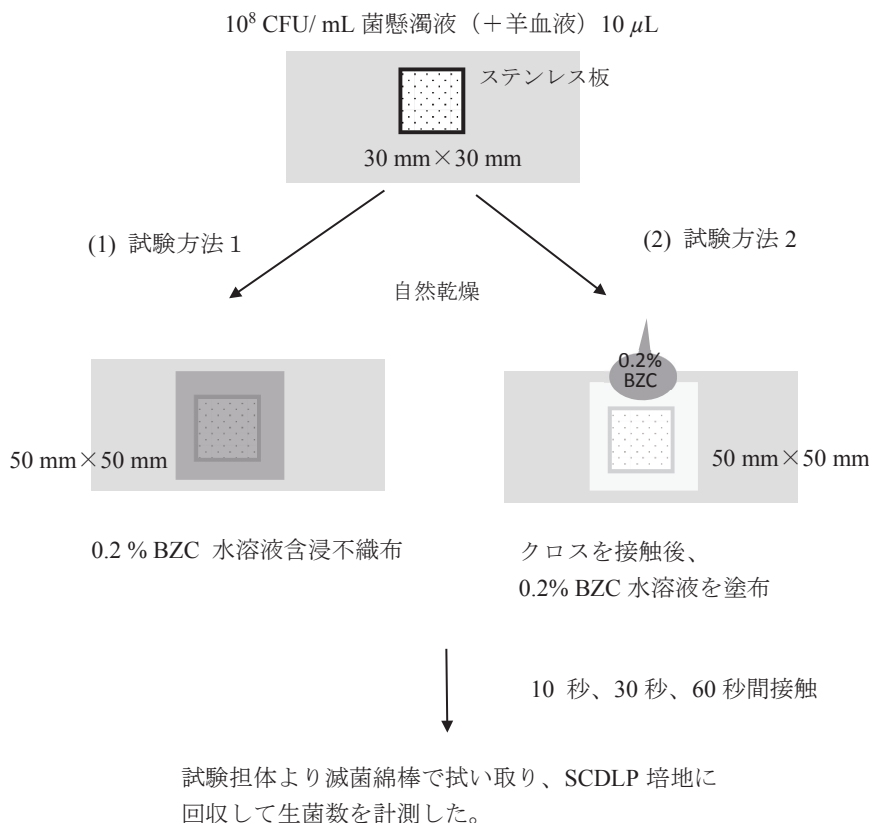 10⁸ CFU/ mL 菌懸濁液（＋羊血液）10 µL
ステンレス板
30 mm×30 mm
(1) 試験方法１
(2) 試験方法 2
自然乾燥
0.2%
BZC
50 mm×50 mm
50 mm×50 mm
0.2 % BZC 水溶液含浸不織布
クロスを接触後、
0.2% BZC 水溶液を塗布
10 秒、30 秒、60 秒間接触
試験担体より滅菌綿棒で拭い取り、SCDLP 培地に
回収して生菌数を計測した。